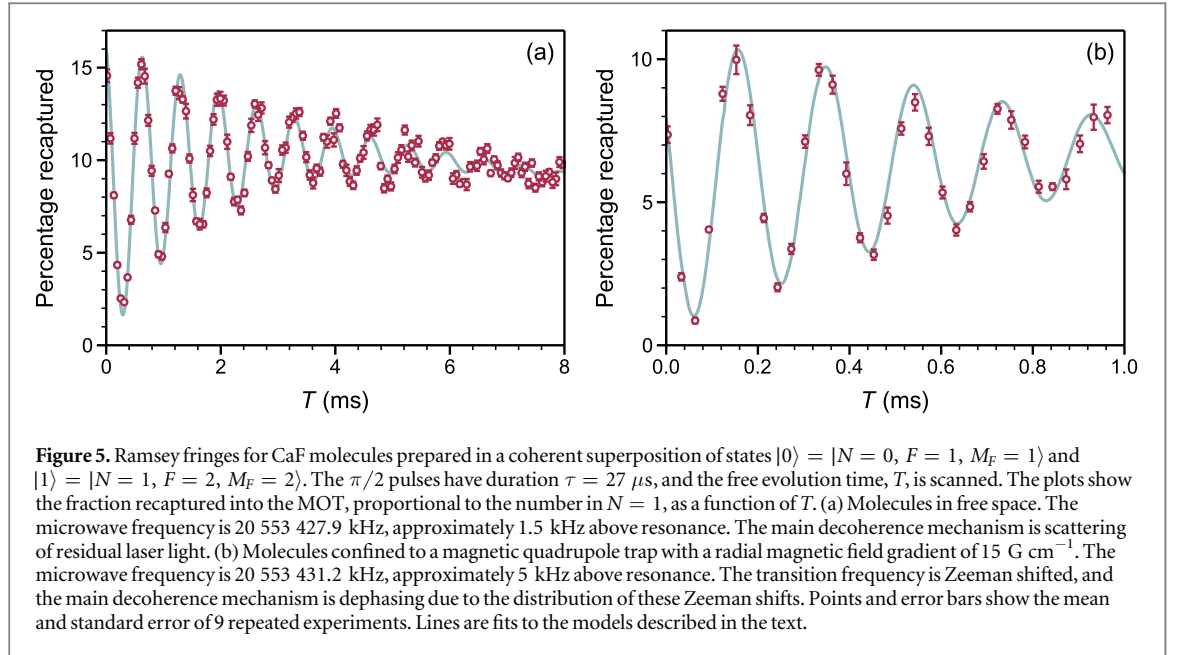 (a)
15
10
5
0
Percentage recaptured
0 2 4 6 8
T (ms)
(b)
10
5
0
Percentage recaptured
0 0.2 0.4 0.6 0.8 1.0
T (ms)
Figure 5. Ramsey fringes for CaF molecules prepared in a coherent superposition of states |0⟩ = |N = 0, F = 1, M_F = 1⟩ and
|1⟩ = |N = 1, F = 2, M_F = 2⟩. The π/2 pulses have duration τ = 27 μs, and the free evolution time, T, is scanned. The plots show
the fraction recaptured into the MOT, proportional to the number in N = 1, as a function of T. (a) Molecules in free space. The
microwave frequency is 20 553 427.9 kHz, approximately 1.5 kHz above resonance. The main decoherence mechanism is scattering
of residual laser light. (b) Molecules confined to a magnetic quadrupole trap with a radial magnetic field gradient of 15 G cm⁻¹. The
microwave frequency is 20 553 431.2 kHz, approximately 5 kHz above resonance. The transition frequency is Zeeman shifted, and
the main decoherence mechanism is dephasing due to the distribution of these Zeeman shifts. Points and error bars show the mean
and standard error of 9 repeated experiments. Lines are fits to the models described in the text.